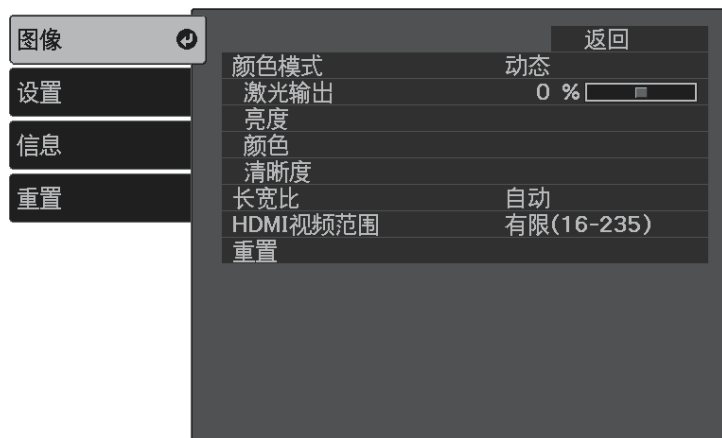 图像
设置
信息
重置
返回
颜色模式 动态
激光输出 0 %
亮度
颜色
清晰度
长宽比 自动
HDMI视频范围 有限(16-235)
重置